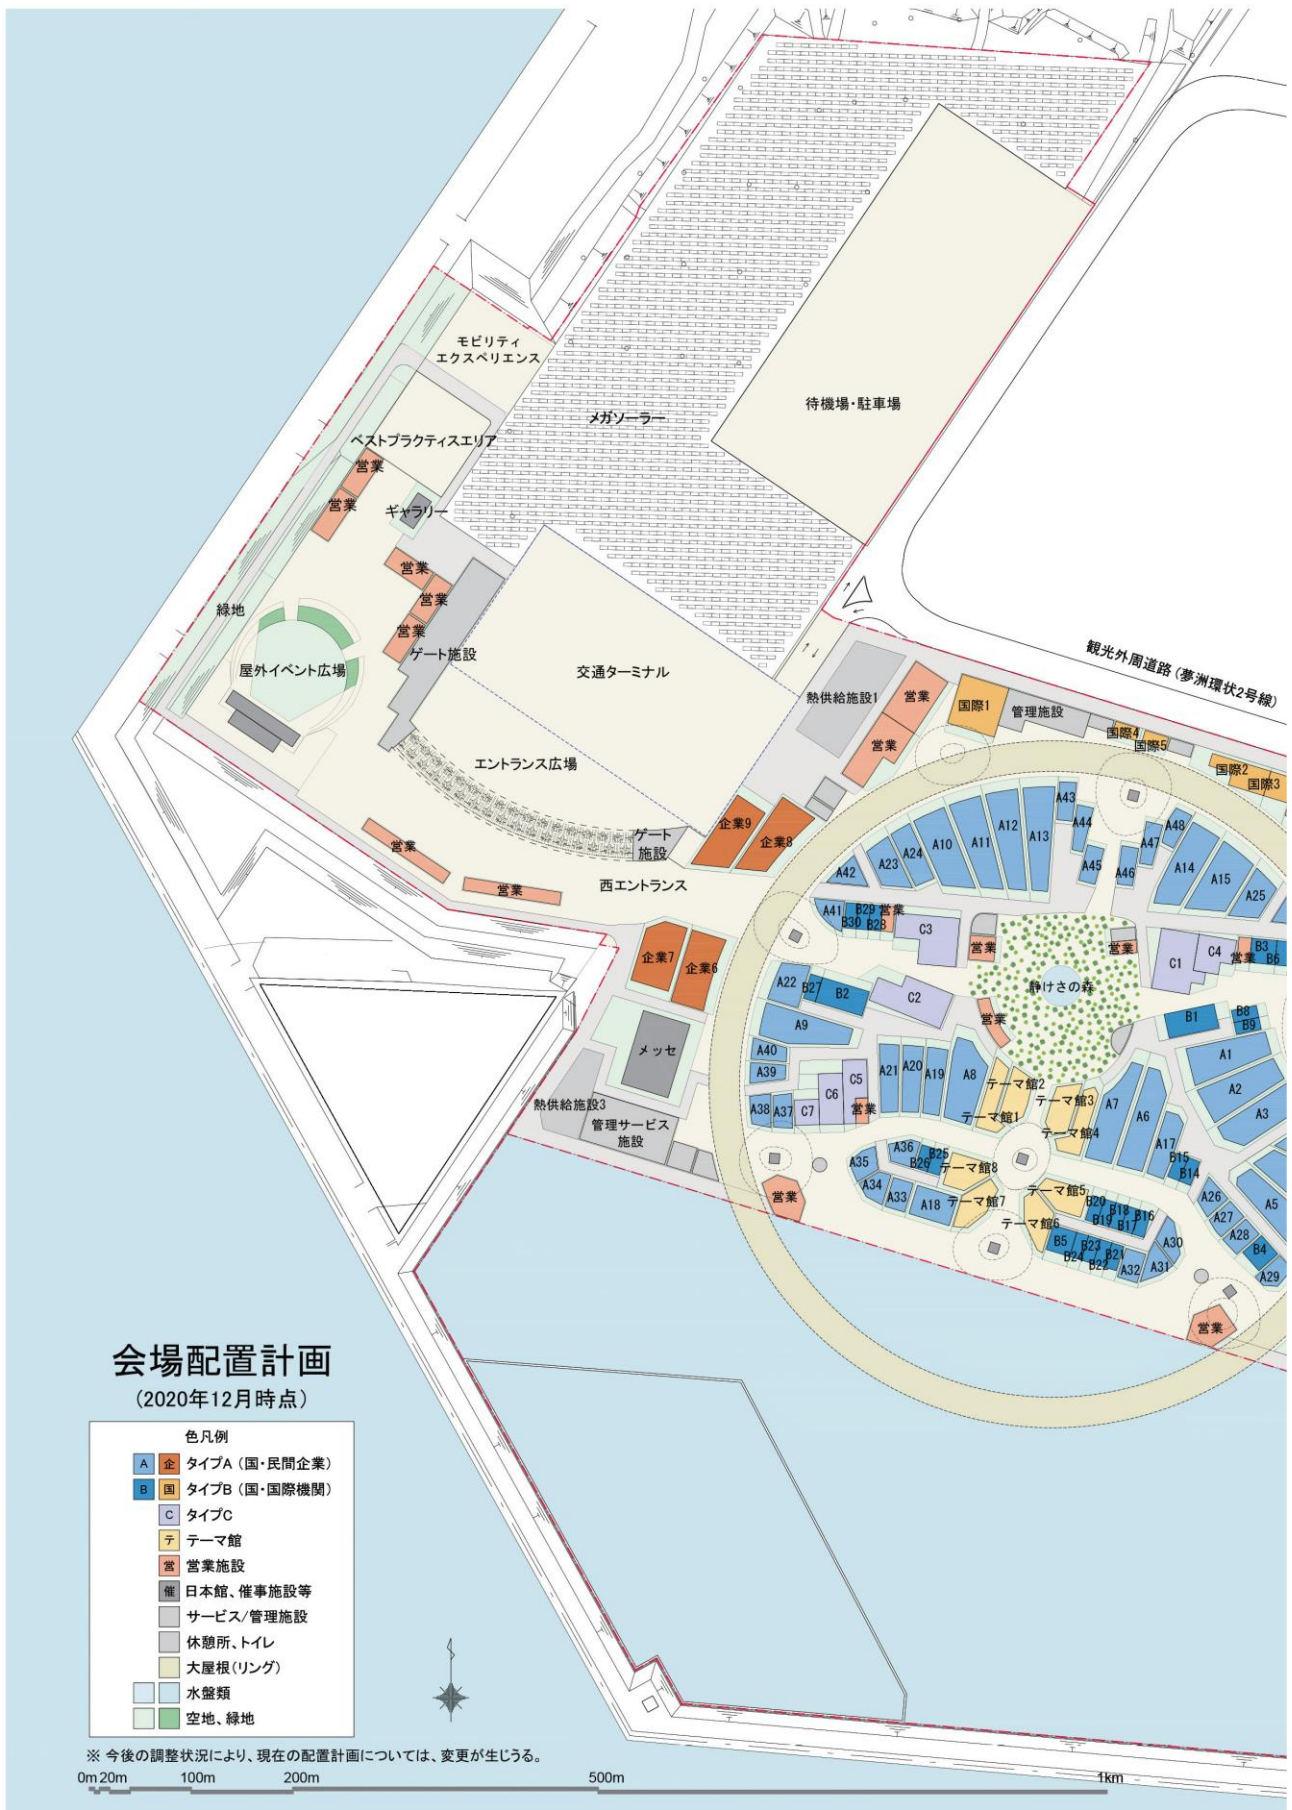 モビリティ
エクスペリエンス
待機場・駐車場
メガソーラー
ベストプラクティスエリア
営業
営業
ギャラリー
営業
営業
営業
緑地
ゲート施設
屋外イベント広場
交通ターミナル
観光外周道路(夢洲環状2号線)
熱供給施設1
営業
営業
国際1
管理施設
国際4
国際5
国際2
国際3
エントランス広場
企業9
企業8
ゲート
施設
営業
営業
西エントランス
A43
A44
A45
A48
A47
A46
A12
A13
A11
A10
A24
A23
A42
A14
A15
A25
A41
B29
B30
B28
営業
C3
営業
営業
C1
C4
営業
B3
B6
企業7
企業6
A22
B27
B2
C2
静けさの森
営業
B1
B8
B9
A9
メッセ
A40
A39
A38
A37
C7
C6
C5
営業
A21
A20
A19
A8
テーマ館2
テーマ館1
テーマ館3
テーマ館4
A7
A6
A17
B15
B14
A1
A2
A3
熱供給施設3
管理サービス
施設
A36
B25
B26
テーマ館8
A35
A34
A33
A18
テーマ館7
営業
テーマ館5
テーマ館6
B20
B18
B16
B19
B17
B5
B23
B21
B24
B22
A32
A30
A31
A26
A27
A28
A5
B4
A29
営業
会場配置計画
(2020年12月時点)
色凡例
A 企 タイプA (国・民間企業)
B 国 タイプB (国・国際機関)
C タイプC
テ テーマ館
営 営業施設
催 日本館、催事施設等
サービス/管理施設
休憩所、トイレ
大屋根(リング)
水盤類
空地、緑地
※ 今後の調整状況により、現在の配置計画については、変更が生じうる。
0m 20m 100m 200m 500m 1km